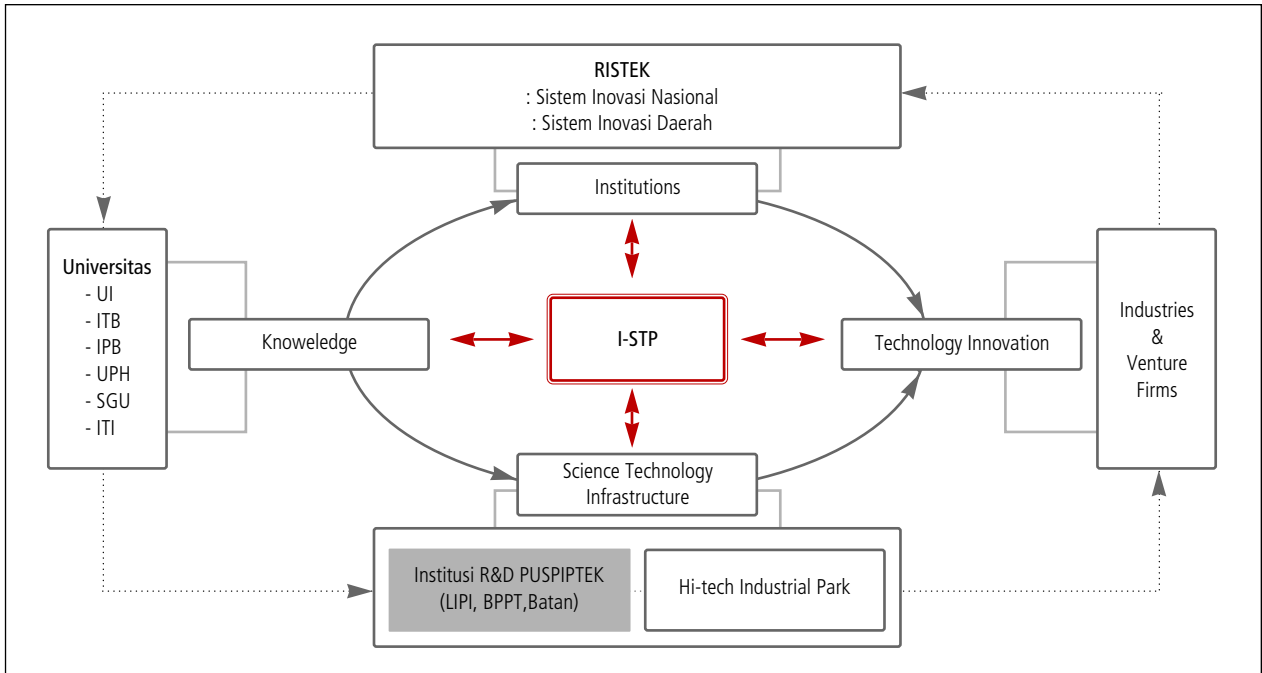 RISTEK
: Sistem Inovasi Nasional
: Sistem Inovasi Daerah
Institutions
Universitas
- UI
- ITB
- IPB
- UPH
- SGU
- ITI
Knoweledge
I-STP
Technology Innovation
Industries
&
Venture
Firms
Science Technology
Infrastructure
Institusi R&D PUSPIPTEK
(LIPI, BPPT,Batan)
Hi-tech Industrial Park